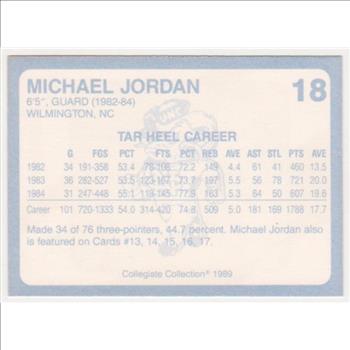 MICHAEL JORDAN
18
6'5", GUARD (1982-84)
WILMINGTON, NC
UNC
TAR HEEL CAREER
G FGS PCT FTS PCT REB AVE AST STL PTS AVE
1982 34 191-358 53.4 78-108 72.2 149 4.4 61 41 460 13.5
1983 36 282-527 53.5 123-167 73.7 197 5.5 56 78 721 20.0
1984 31 247-448 55.1 113-145 77.9 163 5.3 64 50 607 19.6
Career 101 720-1333 54.0 314-420 74.8 509 5.0 181 169 1788 17.7
Made 34 of 76 three-pointers, 44.7 percent. Michael Jordan also
is featured on Cards #13, 14, 15, 16, 17.
Collegiate Collection® 1989